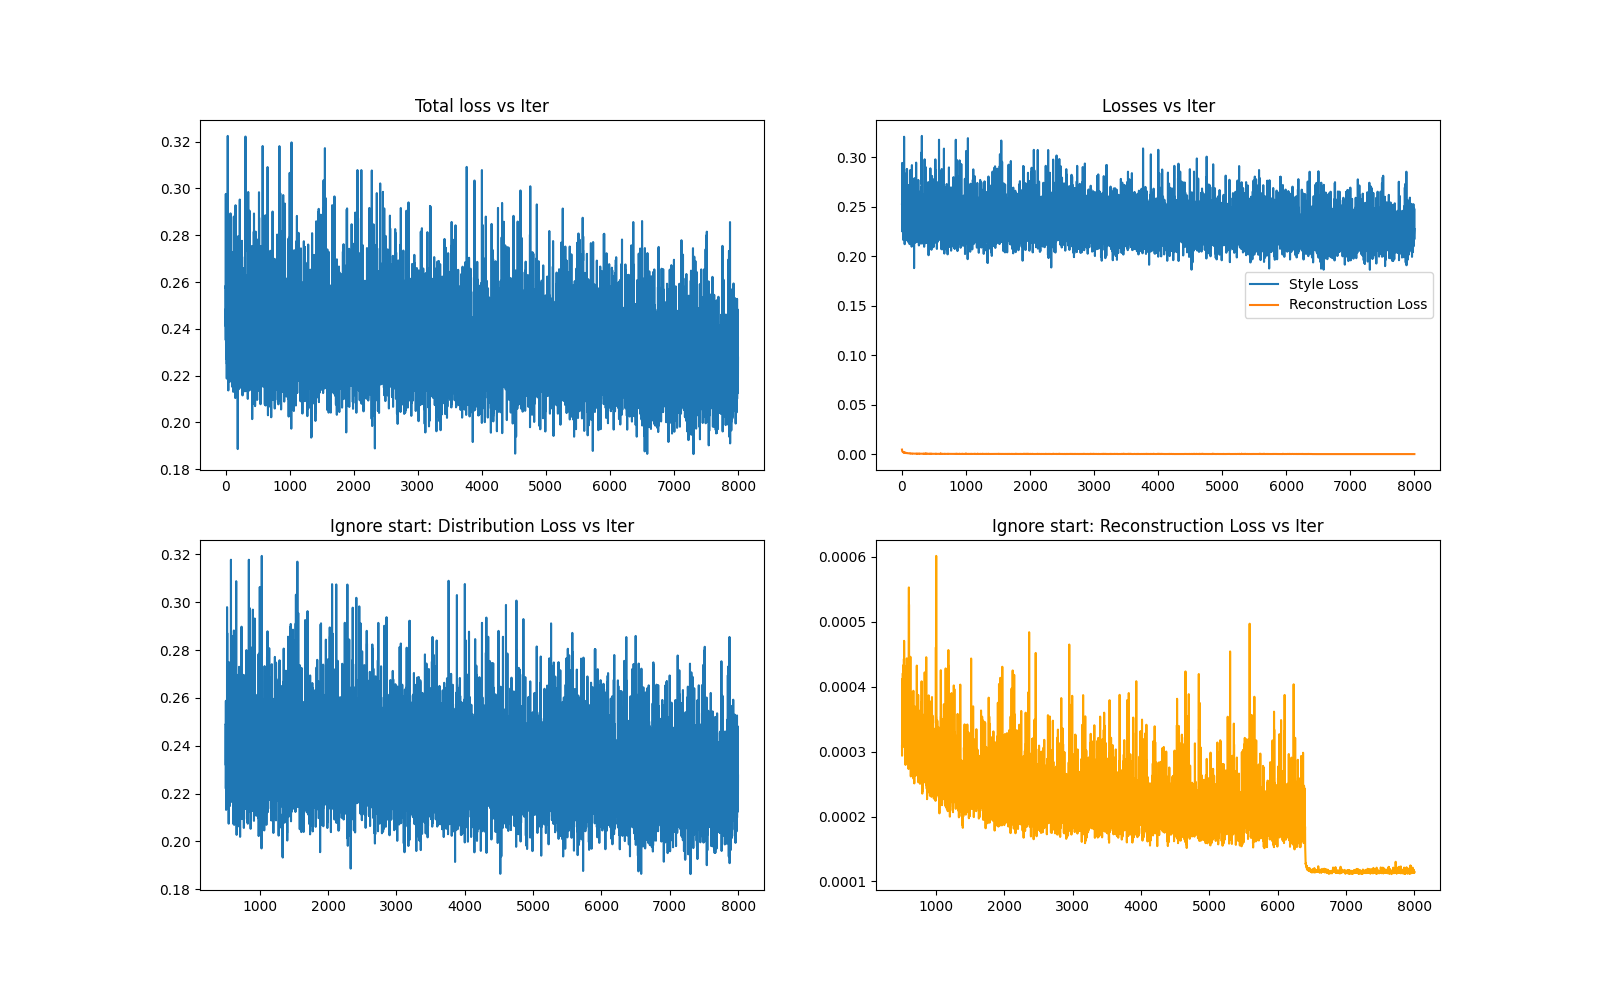 Total loss vs Iter
0.32
0.30
0.28
0.26
0.24
0.22
0.20
0.18
0 1000 2000 3000 4000 5000 6000 7000 8000
Losses vs Iter
0.30
0.25
0.20
0.15
0.10
0.05
0.00
Style Loss
Reconstruction Loss
0 1000 2000 3000 4000 5000 6000 7000 8000
Ignore start: Distribution Loss vs Iter
0.32
0.30
0.28
0.26
0.24
0.22
0.20
0.18
1000 2000 3000 4000 5000 6000 7000 8000
Ignore start: Reconstruction Loss vs Iter
0.0006
0.0005
0.0004
0.0003
0.0002
0.0001
1000 2000 3000 4000 5000 6000 7000 8000